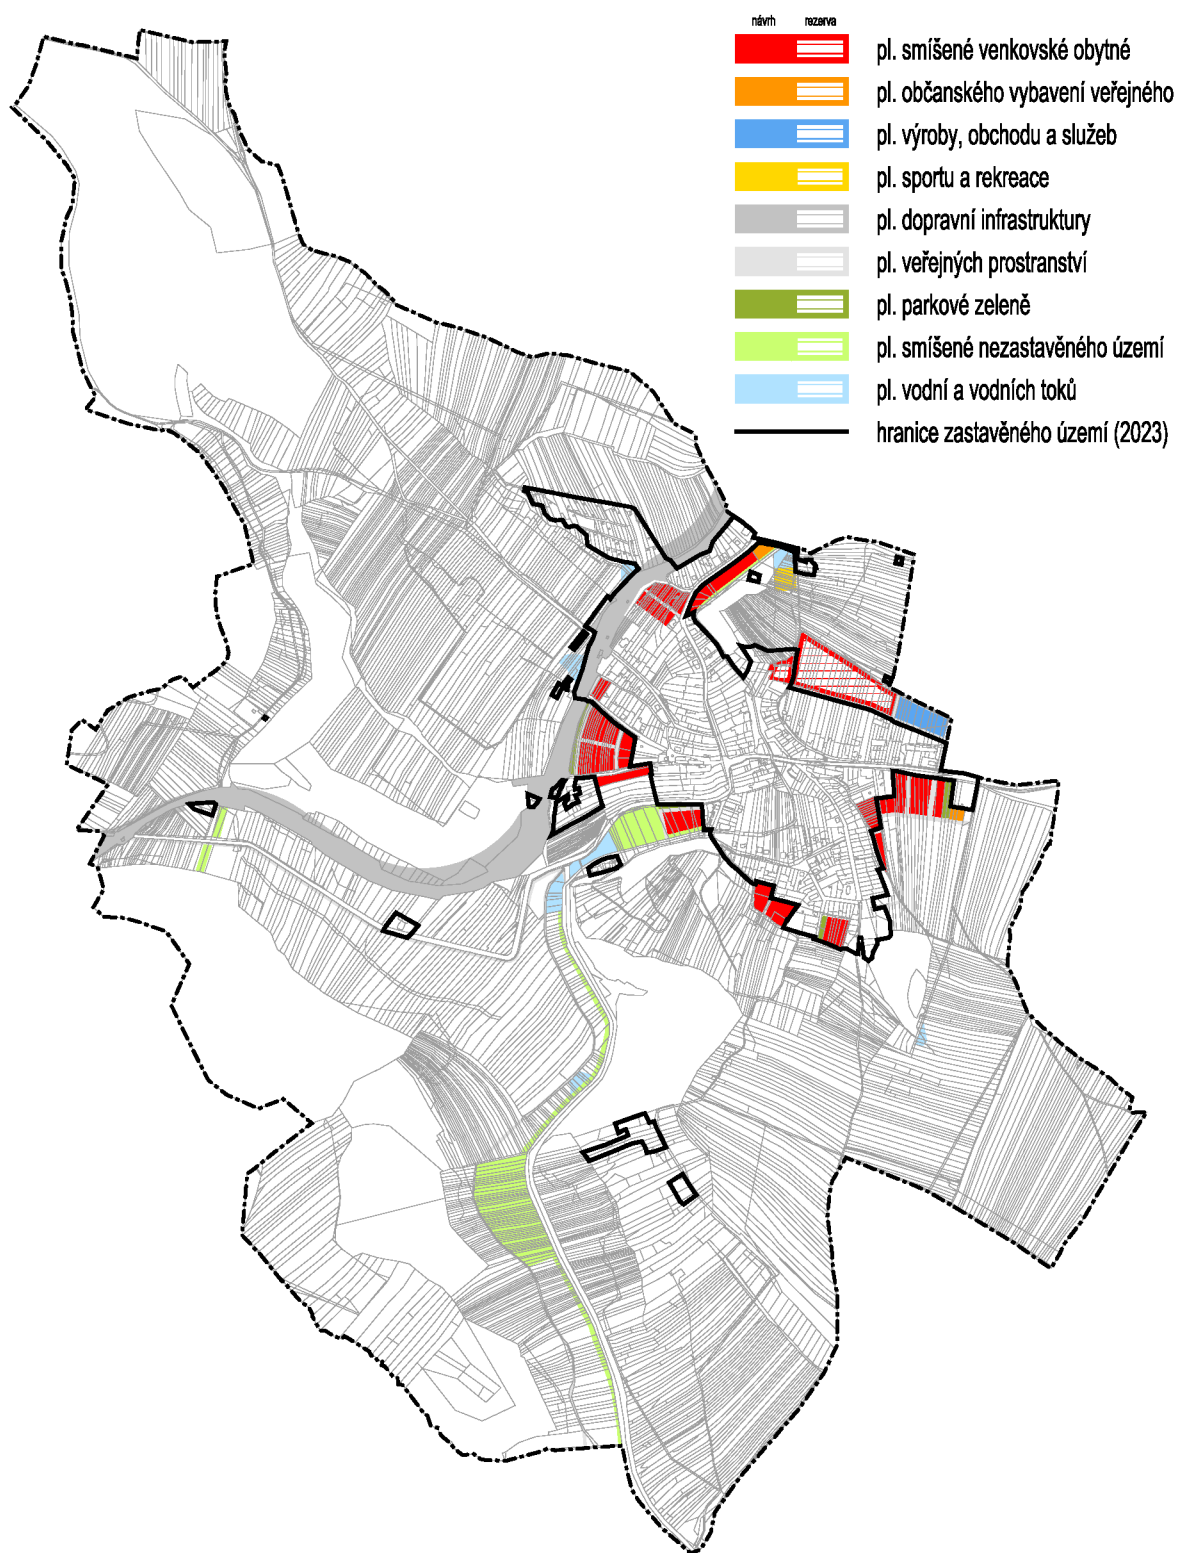 návrh rezerva
pl. smíšené venkovské obytné
pl. občanského vybavení veřejného
pl. výroby, obchodu a služeb
pl. sportu a rekreace
pl. dopravní infrastruktury
pl. veřejných prostranství
pl. parkové zeleně
pl. smíšené nezastavěného území
pl. vodní a vodních toků
hranice zastavěného území (2023)